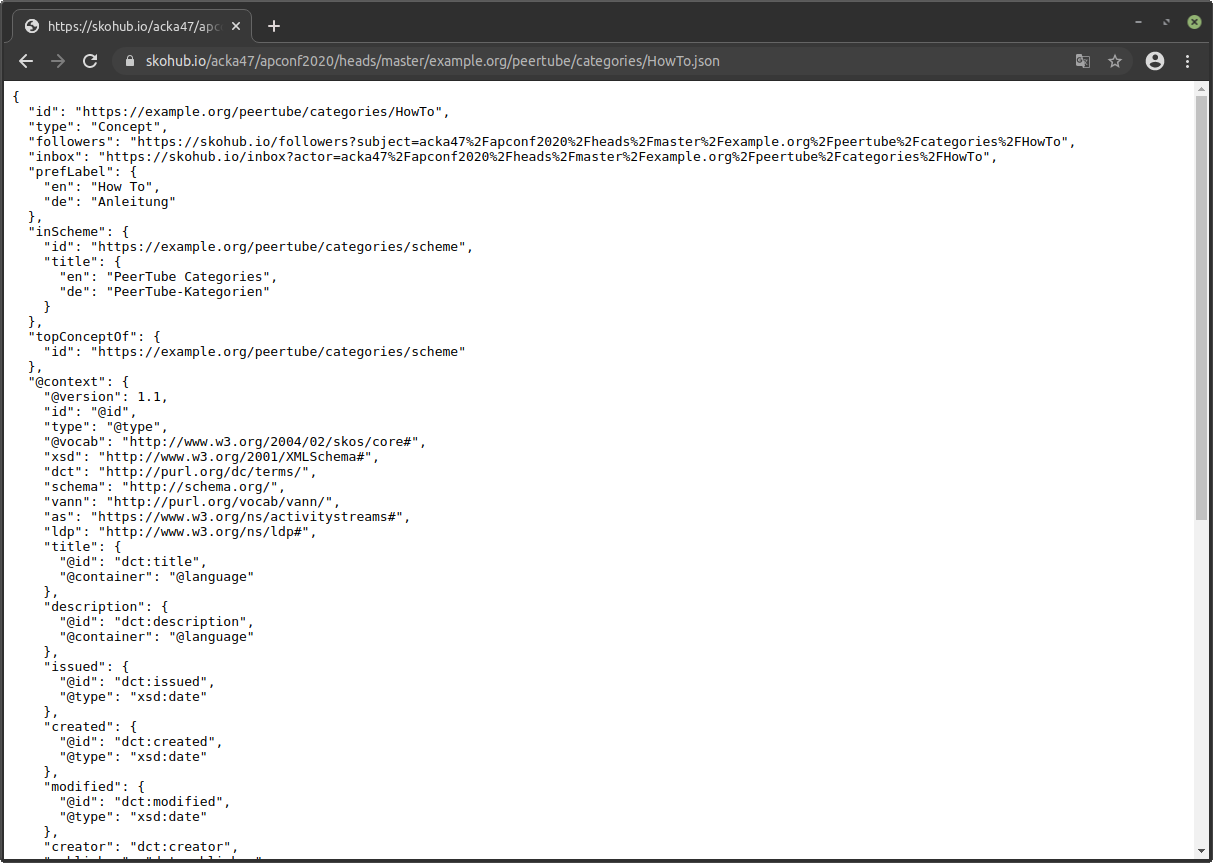 https://skohub.io/acka47/apc
skohub.io/acka47/apconf2020/heads/master/example.org/peertube/categories/HowTo.json
{
  "id": "https://example.org/peertube/categories/HowTo",
  "type": "Concept",
  "followers": "https://skohub.io/followers?subject=acka47%2Fapconf2020%2Fheads%2Fmaster%2Fexample.org%2Fpeertube%2Fcategories%2FHowTo",
  "inbox": "https://skohub.io/inbox?actor=acka47%2Fapconf2020%2Fheads%2Fmaster%2Fexample.org%2Fpeertube%2Fcategories%2FHowTo",
  "prefLabel": {
    "en": "How To",
    "de": "Anleitung"
  },
  "inScheme": {
    "id": "https://example.org/peertube/categories/scheme",
    "title": {
      "en": "PeerTube Categories",
      "de": "PeerTube-Kategorien"
    }
  },
  "topConceptOf": {
    "id": "https://example.org/peertube/categories/scheme"
  },
  "@context": {
    "@version": 1.1,
    "id": "@id",
    "type": "@type",
    "@vocab": "http://www.w3.org/2004/02/skos/core#",
    "xsd": "http://www.w3.org/2001/XMLSchema#",
    "dct": "http://purl.org/dc/terms/",
    "schema": "http://schema.org/",
    "vann": "http://purl.org/vocab/vann/",
    "as": "https://www.w3.org/ns/activitystreams#",
    "ldp": "http://www.w3.org/ns/ldp#",
    "title": {
      "@id": "dct:title",
      "@container": "@language"
    },
    "description": {
      "@id": "dct:description",
      "@container": "@language"
    },
    "issued": {
      "@id": "dct:issued",
      "@type": "xsd:date"
    },
    "created": {
      "@id": "dct:created",
      "@type": "xsd:date"
    },
    "modified": {
      "@id": "dct:modified",
      "@type": "xsd:date"
    },
    "creator": "dct:creator",